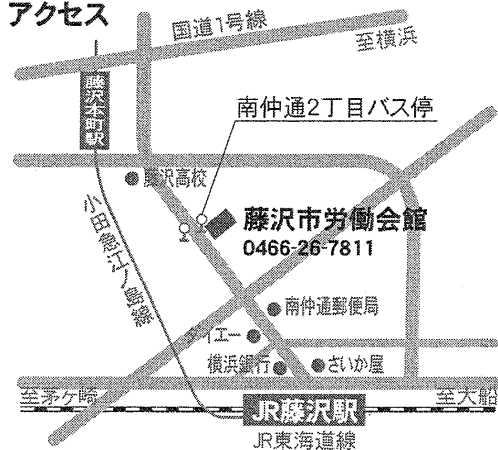 アクセス
国道1号線
至横浜
藤沢本町駅
南仲通2丁目バス停
藤沢高校
藤沢市労働会館
0466-26-7811
小田急江ノ島線
南仲通郵便局
ダイエー
横浜銀行
さいか屋
至茅ヶ崎
至大船
JR藤沢駅
JR東海道線